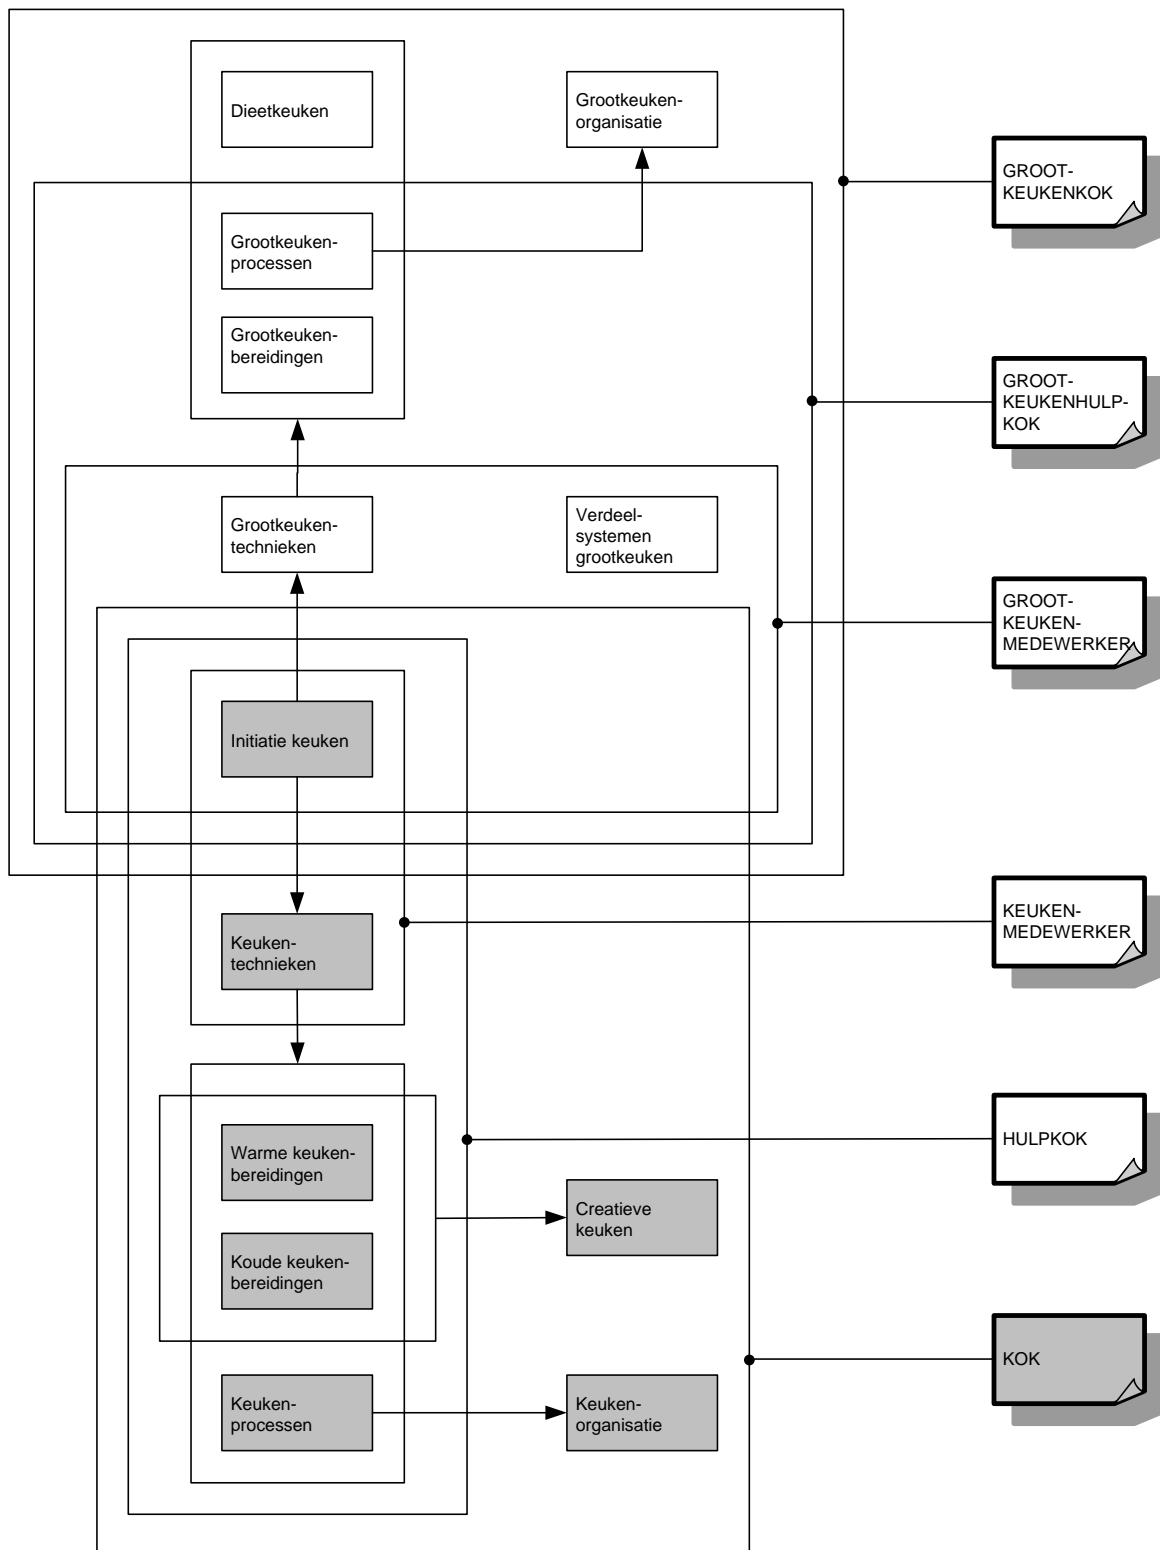 Dieetkeuken
Grootkeuken-
organisatie
GROOT-
KEUKENKOK
Grootkeuken-
processen
Grootkeuken-
bereidingen
GROOT-
KEUKENHULP-
KOK
Grootkeuken-
technieken
Verdeel-
systemen
grootkeuken
GROOT-
KEUKEN-
MEDEWERKER
Initiatie keuken
Keuken-
technieken
KEUKEN-
MEDEWERKER
Warme keuken-
bereidingen
HULPKOK
Creatieve
keuken
Koude keuken-
bereidingen
KOK
Keuken-
processen
Keuken-
organisatie